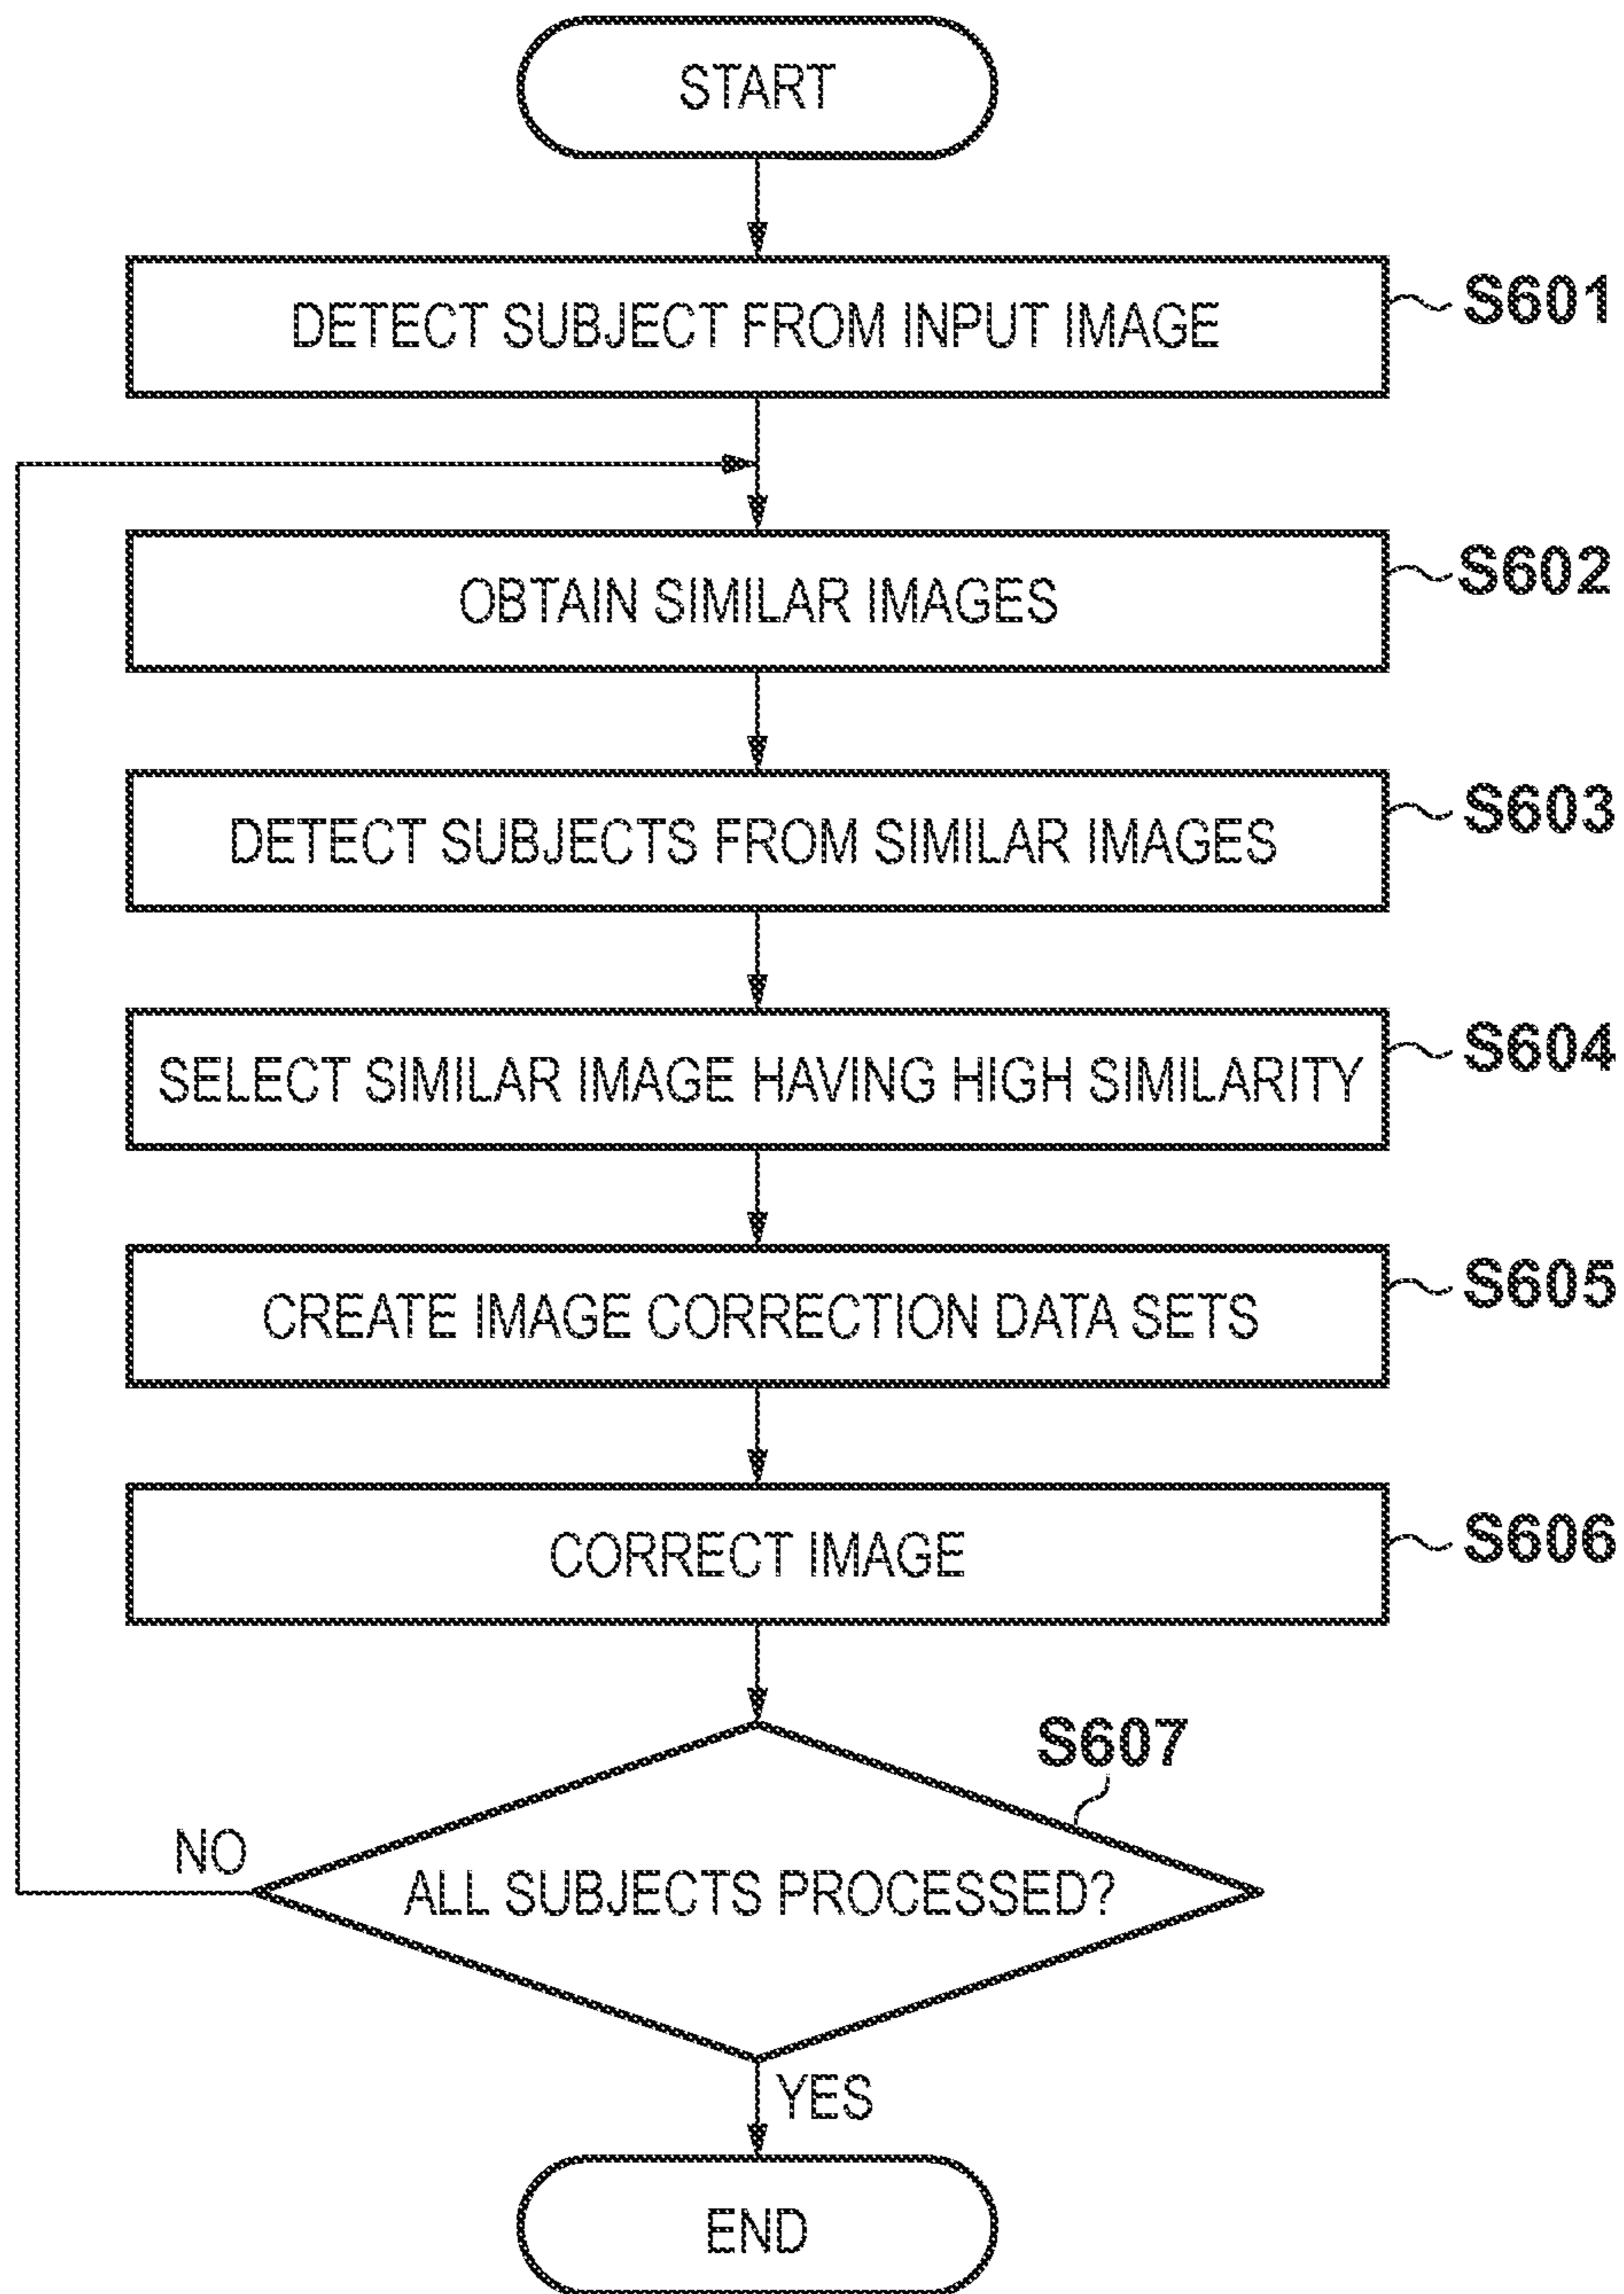 START
DETECT SUBJECT FROM INPUT IMAGE
S601
OBTAIN SIMILAR IMAGES
S602
DETECT SUBJECTS FROM SIMILAR IMAGES
S603
SELECT SIMILAR IMAGE HAVING HIGH SIMILARITY
S604
CREATE IMAGE CORRECTION DATA SETS
S605
CORRECT IMAGE
S606
S607
NO
ALL SUBJECTS PROCESSED?
YES
END